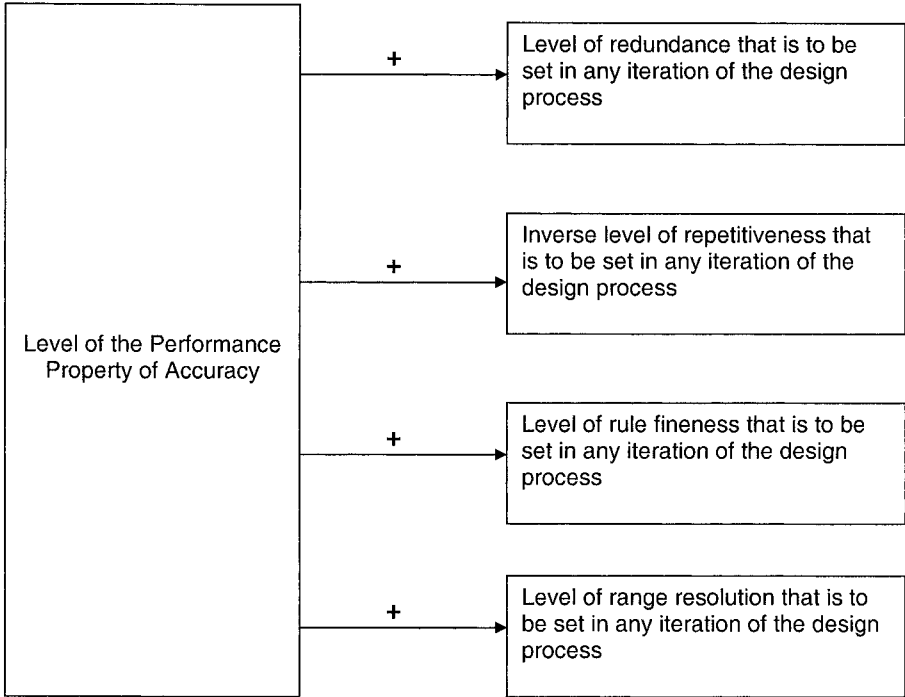 Level of the Performance
Property of Accuracy
+
Level of redundance that is to be
set in any iteration of the design
process
+
Inverse level of repetitiveness that
is to be set in any iteration of the
design process
+
Level of rule fineness that is to be
set in any iteration of the design
process
+
Level of range resolution that is to
be set in any iteration of the design
process